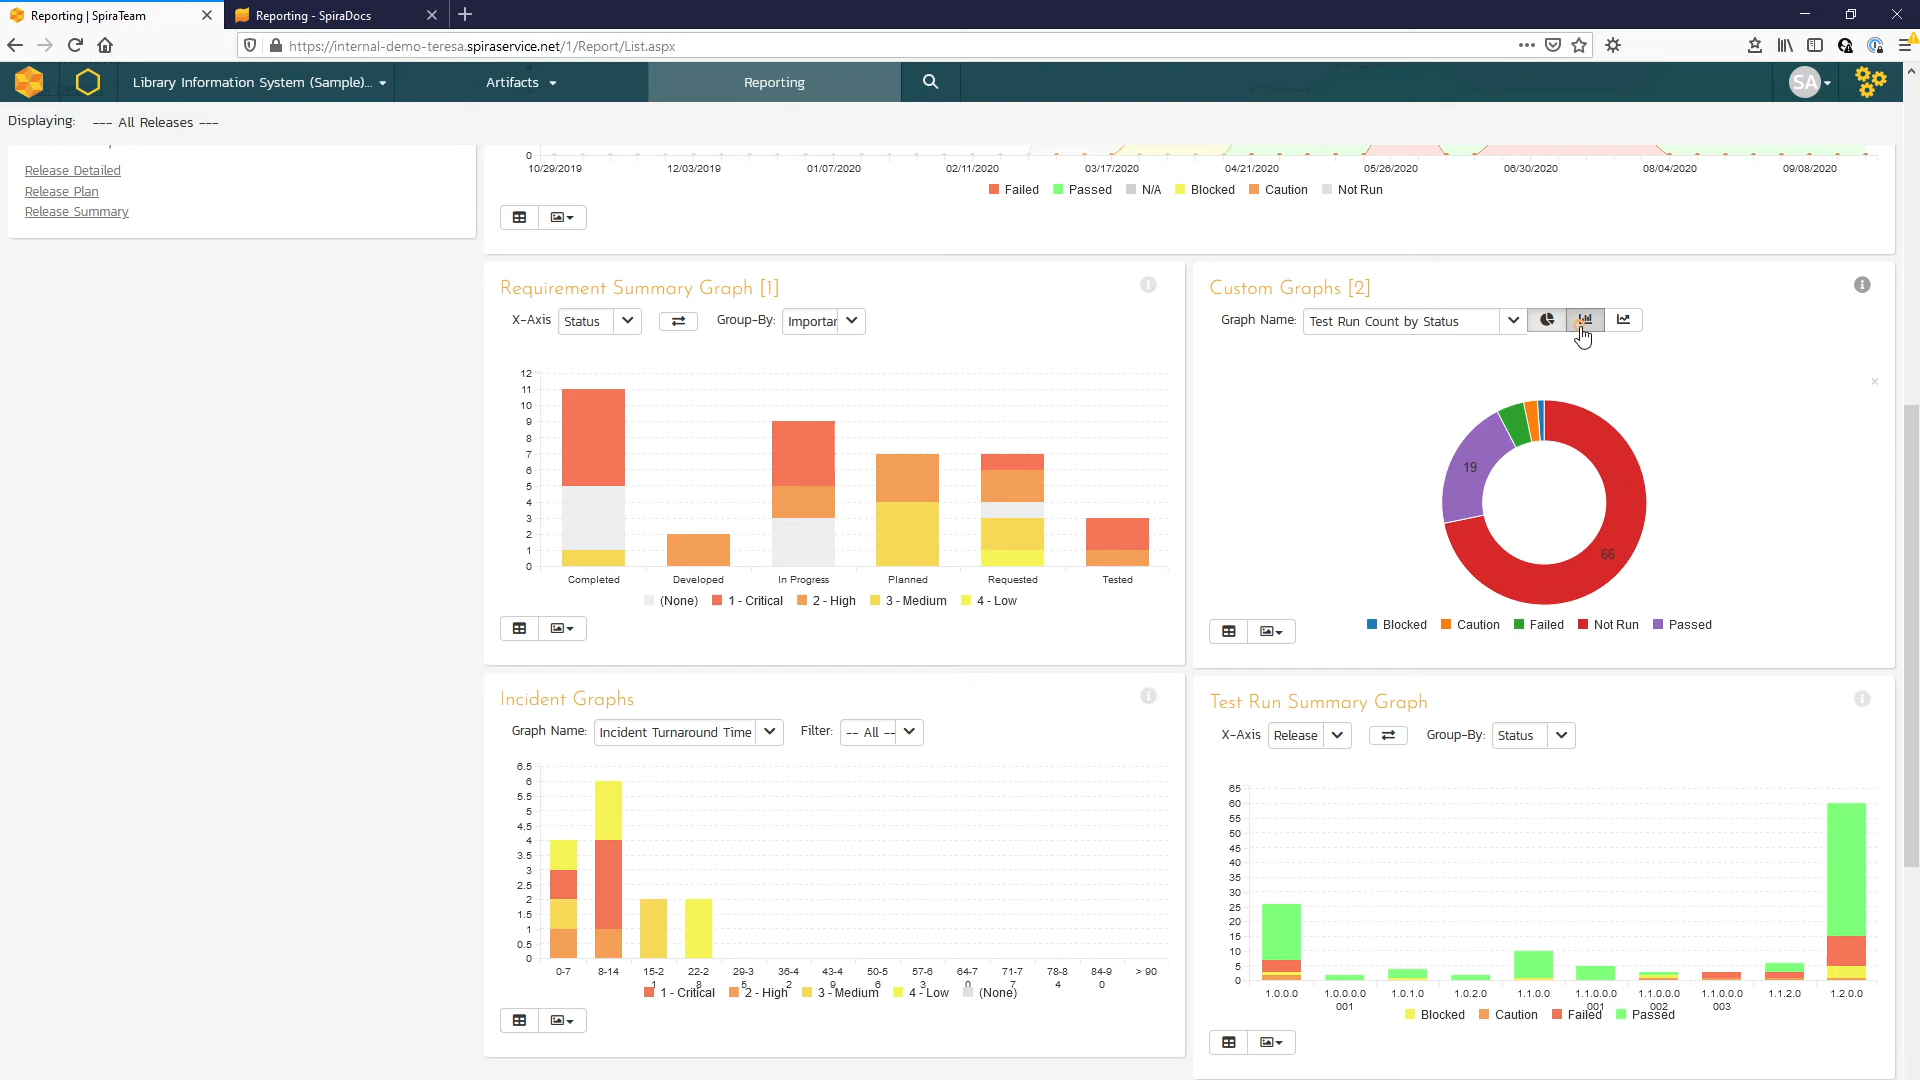 Reporting | SpiraTeam
Reporting - SpiraDocs
https://internal-demo-teresa.spiraservice.net/1/Report/List.aspx
Library Information System (Sample)...
Artifacts
Reporting
SA
Displaying: --- All Releases ---
Release Detailed
Release Plan
Release Summary
0
10/29/2019 12/03/2019 01/07/2020 02/11/2020 03/17/2020 04/21/2020 05/26/2020 06/30/2020 08/04/2020 09/08/2020
Failed Passed N/A Blocked Caution Not Run
Requirement Summary Graph [1]
X-Axis Status Group-By: Importar
12
11
10
9
8
7
6
5
4
3
2
1
0
Completed Developed In Progress Planned Requested Tested
(None) 1 - Critical 2 - High 3 - Medium 4 - Low
Custom Graphs [2]
Graph Name: Test Run Count by Status
19
66
Blocked Caution Failed Not Run Passed
Incident Graphs
Graph Name: Incident Turnaround Time Filter: -- All --
6.5
6
5.5
5
4.5
4
3.5
3
2.5
2
1.5
1
0.5
0
0-7 8-14 15-2 22-2 29-3 36-4 43-4 50-5 57-6 64-7 71-7 78-8 84-9 > 90
1 8 5 2 9 6 3 0 7 4 0
1 - Critical 2 - High 3 - Medium 4 - Low (None)
Test Run Summary Graph
X-Axis Release Group-By: Status
65
60
55
50
45
40
35
30
25
20
15
10
5
0
1.0.0.0 1.0.0.0.0 1.0.1.0 1.0.2.0 1.1.0.0 1.1.0.0.0 1.1.0.0.0 1.1.0.0.0 1.1.2.0 1.2.0.0
001 001 002 003
Blocked Caution Failed Passed